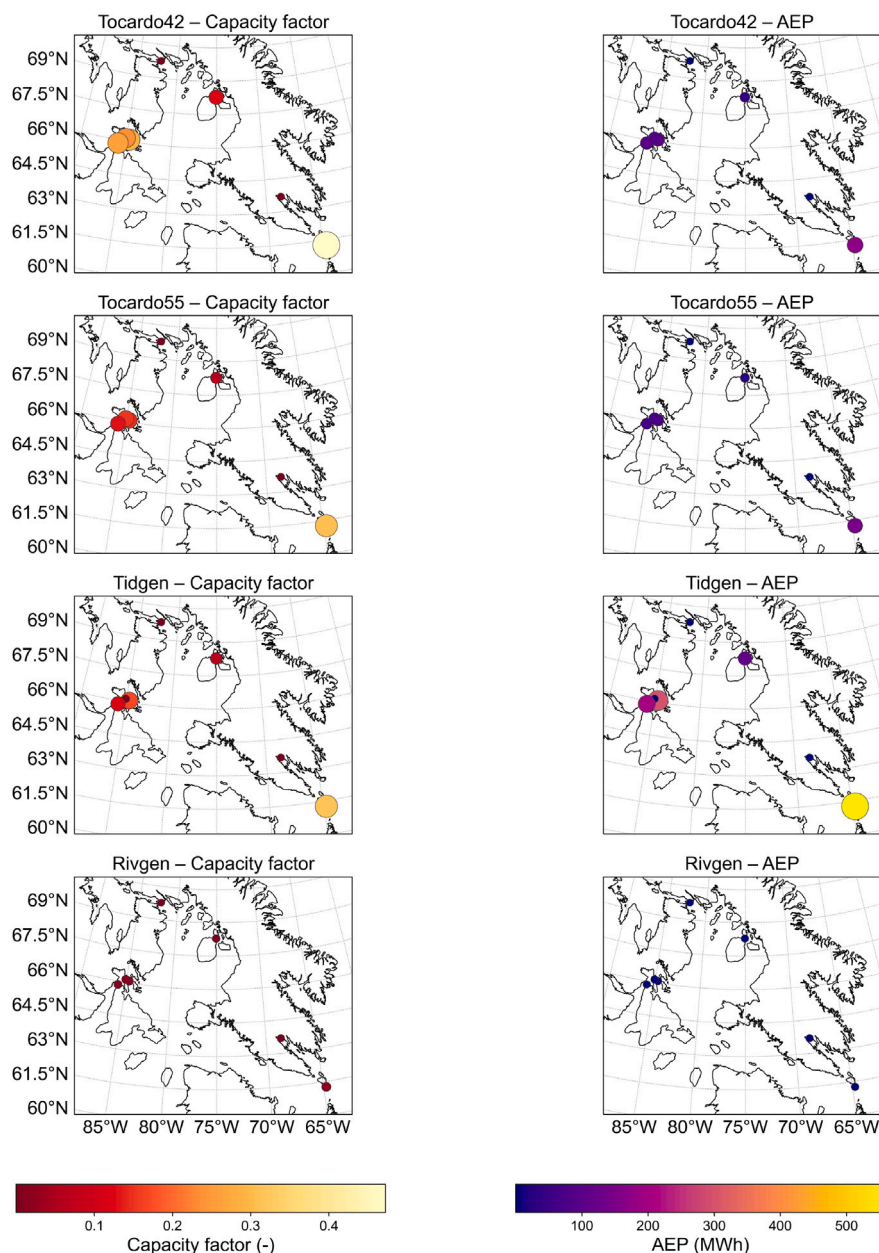 Tocardo42 – Capacity factor
Tocardo42 – AEP
69°N
67.5°N
66°N
64.5°N
63°N
61.5°N
60°N
Tocardo55 – Capacity factor
Tocardo55 – AEP
69°N
67.5°N
66°N
64.5°N
63°N
61.5°N
60°N
Tidgen – Capacity factor
Tidgen – AEP
69°N
67.5°N
66°N
64.5°N
63°N
61.5°N
60°N
Rivgen – Capacity factor
Rivgen – AEP
69°N
67.5°N
66°N
64.5°N
63°N
61.5°N
60°N
85°W 80°W 75°W 70°W 65°W
85°W 80°W 75°W 70°W 65°W
0.1 0.2 0.3 0.4
Capacity factor (-)
100 200 300 400 500
AEP (MWh)